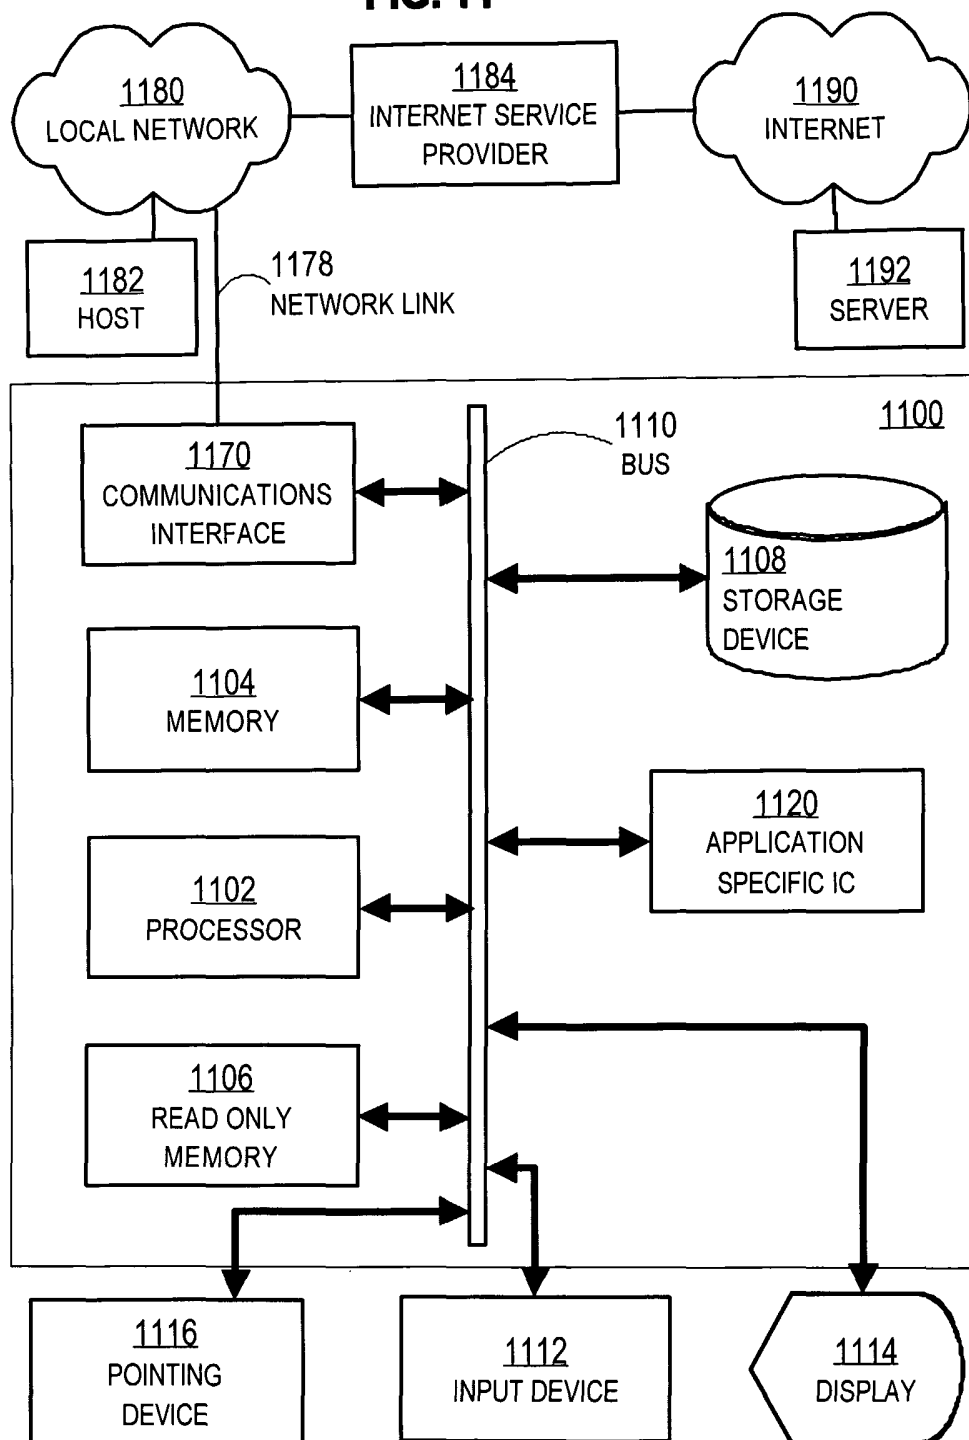 FIG. 11
1180
LOCAL NETWORK
1184
INTERNET SERVICE
PROVIDER
1190
INTERNET
1182
HOST
1178
NETWORK LINK
1192
SERVER
1100
1170
COMMUNICATIONS
INTERFACE
1110
BUS
1108
STORAGE
DEVICE
1104
MEMORY
1120
APPLICATION
SPECIFIC IC
1102
PROCESSOR
1106
READ ONLY
MEMORY
1116
POINTING
DEVICE
1112
INPUT DEVICE
1114
DISPLAY